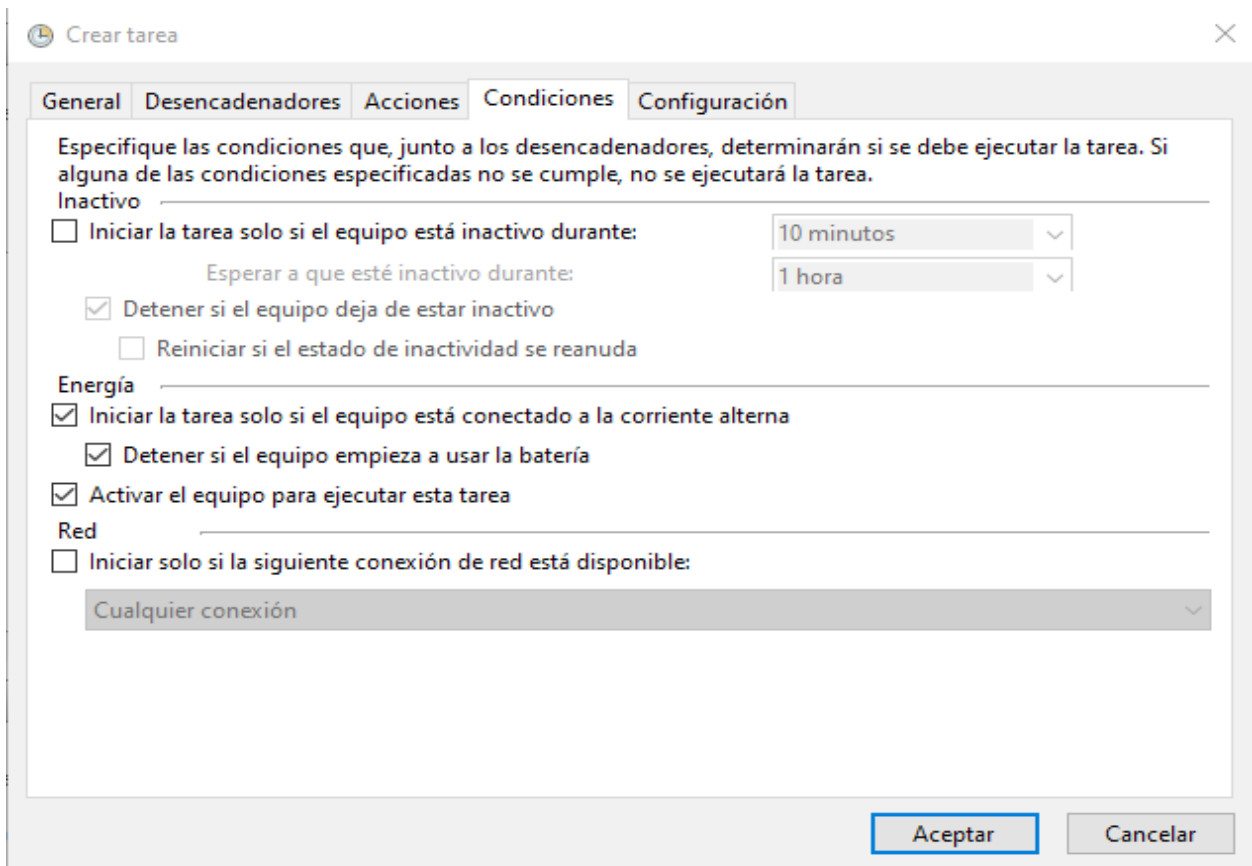 Crear tarea
General Desencadenadores Acciones Condiciones Configuración
Especifique las condiciones que, junto a los desencadenadores, determinarán si se debe ejecutar la tarea. Si
alguna de las condiciones especificadas no se cumple, no se ejecutará la tarea.
Inactivo
Iniciar la tarea solo si el equipo está inactivo durante: 10 minutos
Esperar a que esté inactivo durante: 1 hora
Detener si el equipo deja de estar inactivo
Reiniciar si el estado de inactividad se reanuda
Energía
Iniciar la tarea solo si el equipo está conectado a la corriente alterna
Detener si el equipo empieza a usar la batería
Activar el equipo para ejecutar esta tarea
Red
Iniciar solo si la siguiente conexión de red está disponible:
Cualquier conexión
Aceptar Cancelar